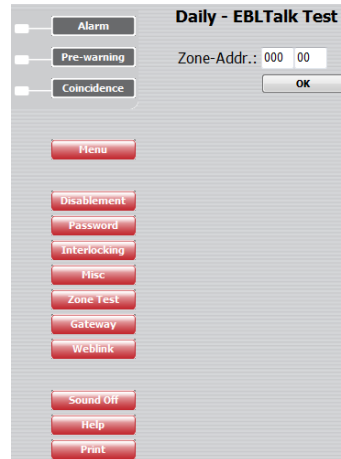 Alarm
Pre-warning
Coincidence
Daily - EBLTalk Test
Zone-Addr.: 000 00
OK
Menu
Disablement
Password
Interlocking
Misc
Zone Test
Gateway
Weblink
Sound Off
Help
Print